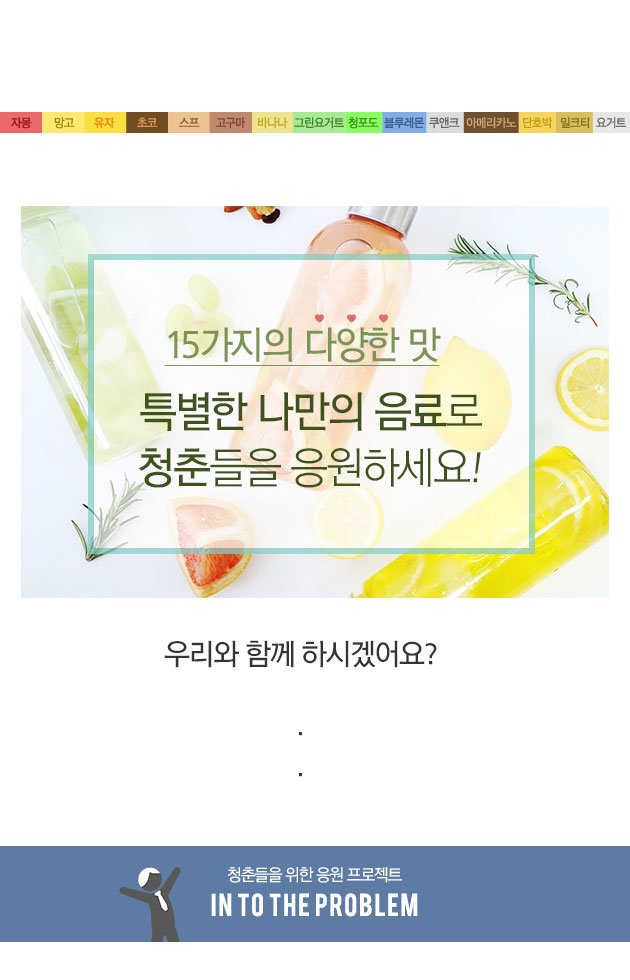 자몽 망고 유자 초코 스프 고구마 바나나 그린요거트 청포도 블루레몬 쿠앤크 아메리카노 단호박 밀크티 요거트
15가지의 다양한 맛
특별한 나만의 음료로
청춘들을 응원하세요!
우리와 함께 하시겠어요?
.
.
청춘들을 위한 응원 프로젝트
IN TO THE PROBLEM